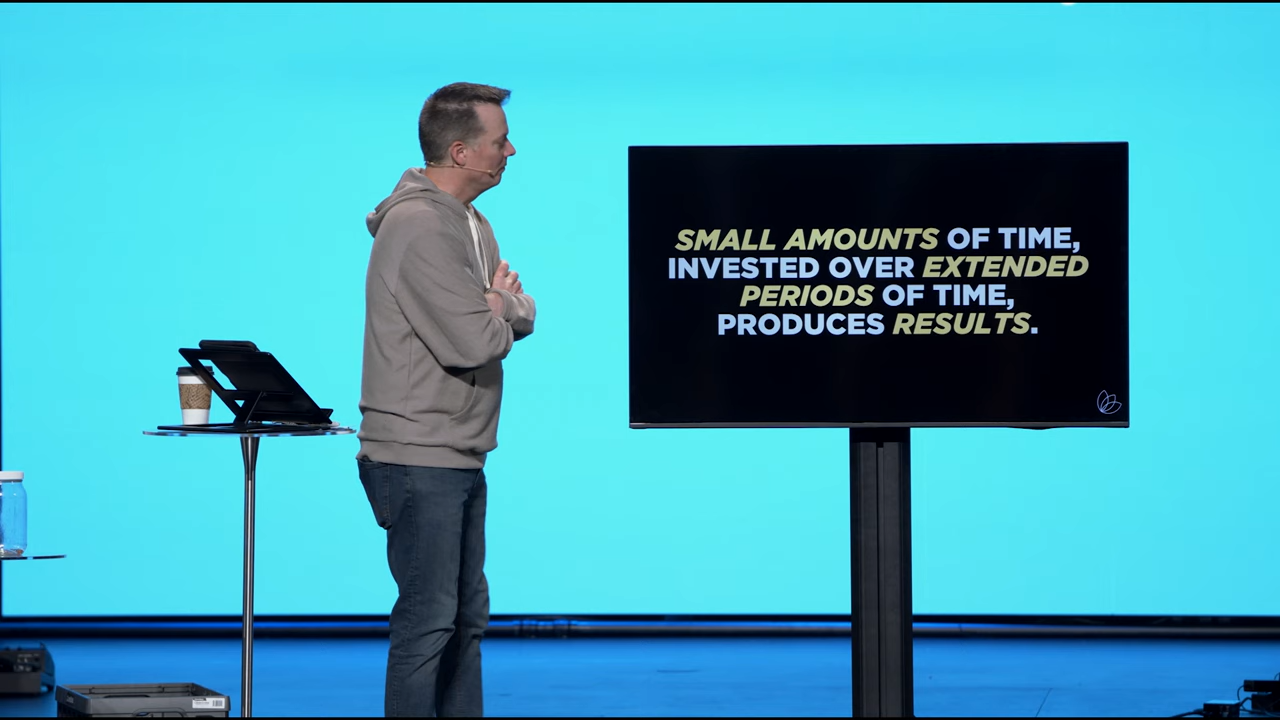 SMALL AMOUNTS OF TIME,
INVESTED OVER EXTENDED
PERIODS OF TIME,
PRODUCES RESULTS.